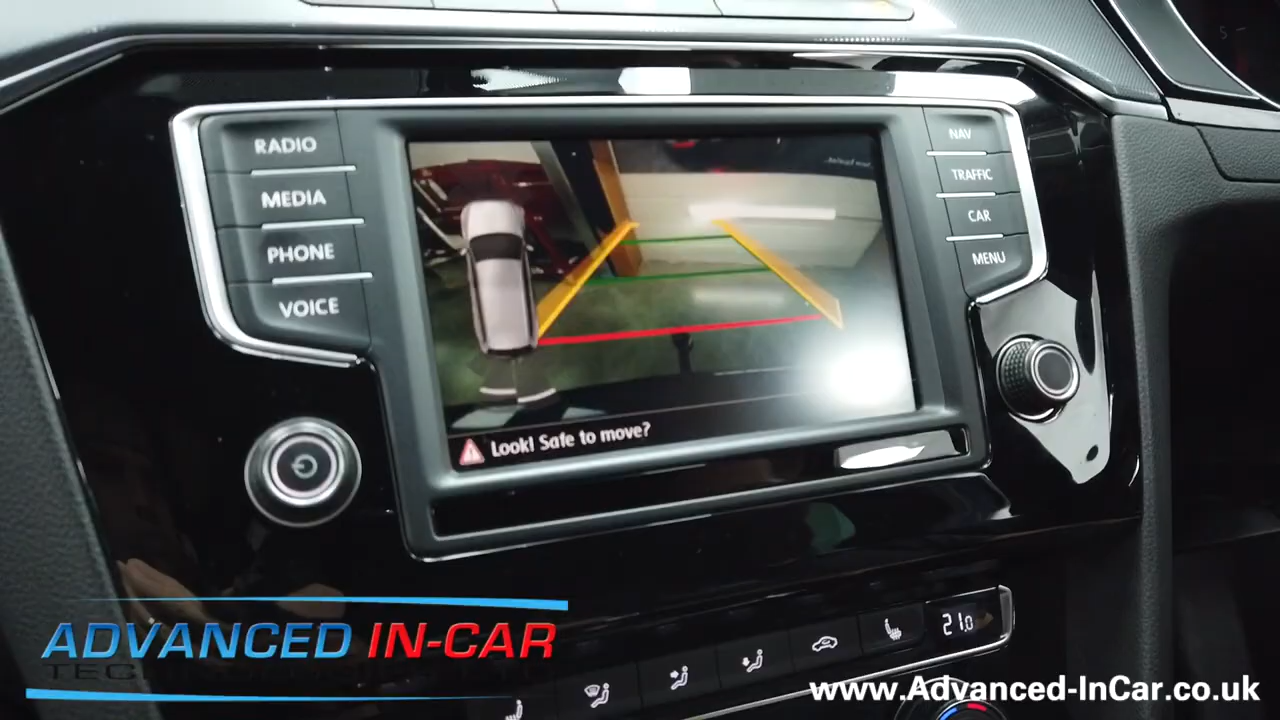 RADIO
MEDIA
PHONE
VOICE
NAV
TRAFFIC
CAR
MENU
Look! Safe to move?
21.0
ADVANCED IN-CAR
www.Advanced-InCar.co.uk